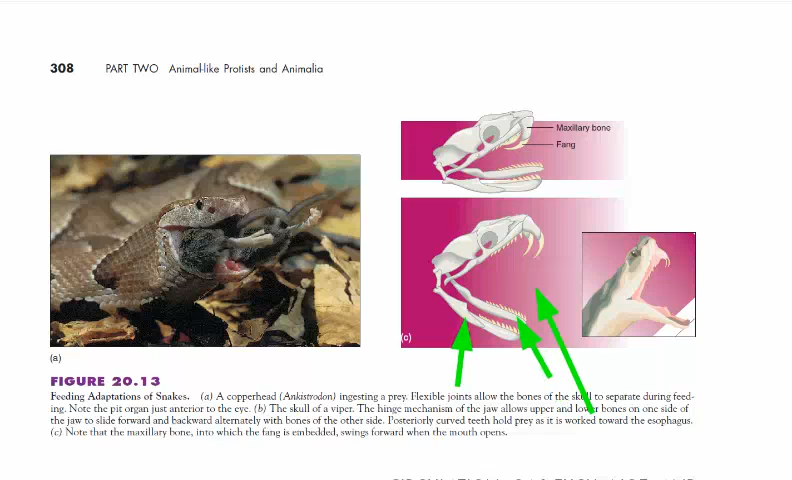 308 PART TWO Animal-like Protists and Animalia
Maxillary bone
Fang
(c)
(a)
FIGURE 20.13
Feeding Adaptations of Snakes. (a) A copperhead (Ankistrodon) ingesting a prey. Flexible joints allow the bones of the skull to separate during feed-
ing. Note the pit organ just anterior to the eye. (b) The skull of a viper. The hinge mechanism of the jaw allows upper and lower bones on one side of
the jaw to slide forward and backward alternately with bones of the other side. Posteriorly curved teeth hold prey as it is worked toward the esophagus.
(c) Note that the maxillary bone, into which the fang is embedded, swings forward when the mouth opens.